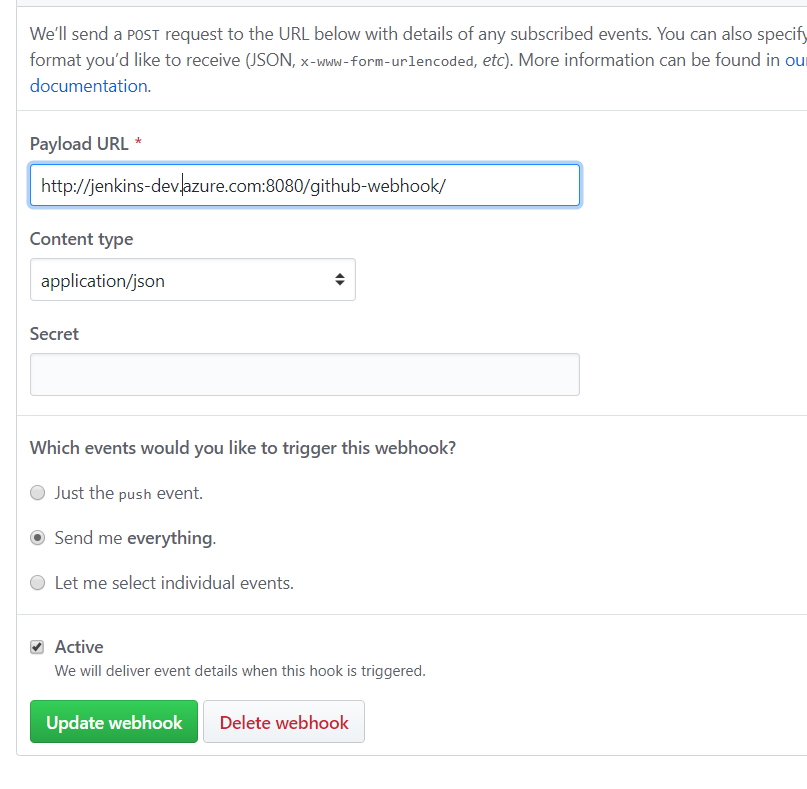 We’ll send a POST request to the URL below with details of any subscribed events. You can also specify
format you’d like to receive (JSON, x-www-form-urlencoded, etc). More information can be found in ou
documentation.
Payload URL *
http://jenkins-dev.azure.com:8080/github-webhook/
Content type
application/json
Secret
Which events would you like to trigger this webhook?
Just the push event.
Send me everything.
Let me select individual events.
Active
We will deliver event details when this hook is triggered.
Update webhook
Delete webhook